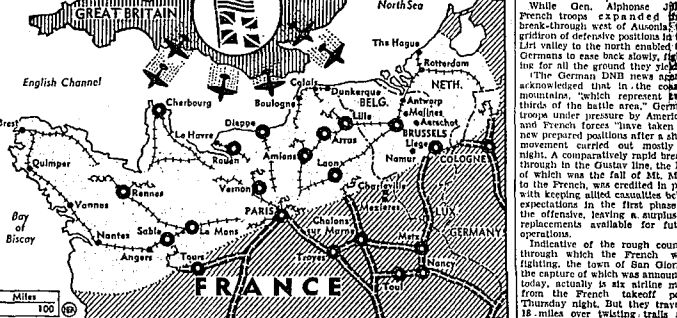 GREAT BRITAIN
North Sea
The Hague
Rotterdam
English Channel
NETH.
Calais
Dunkerque
BELG.
Antwerp
Cherbourg
Boulogne
Lille
Malines
Aerschot
Dieppe
BRUSSELS
Le Havre
Arras
Liege
Brest
Amiens
Namur
COLOGNE
Rouen
Laon
Quimper
Vernon
Charleville
Rennes
Mezieres
LUX.
Vannes
PARIS
Bay
of
Biscay
Sable
Le Mans
Chalons
sur Marne
GERMANY
Nantes
Metz
Angers
Tours
Troyes
Nancy
Toul
FRANCE
Miles
100
While Gen. Alphonse
French troops expanded
break-through west of Ausonia,
gridiron of defensive positions in
Liri valley to the north enabled
Germans to ease back slowly,
ing for all the ground they
(The German DNB news
acknowledged that in the
mountains, "which represent
thirds of the battle area," 
troops under pressure by
and French forces "have taken
new prepared positions after a
movement carried out mostly
night. A comparatively rapid
through in the Gustav line, the
of which was the fall of Mt.
to the French, was credited in
with keeping allied casualties
expectations in the first phase
the offensive, leaving a surplus
replacements available for
operations.
Indicative of the rough
through which the French
fighting, the town of San
the capture of which was
today, actually is six airline
from the French takeoff
Thursday night. But they
18 miles over twisting trails